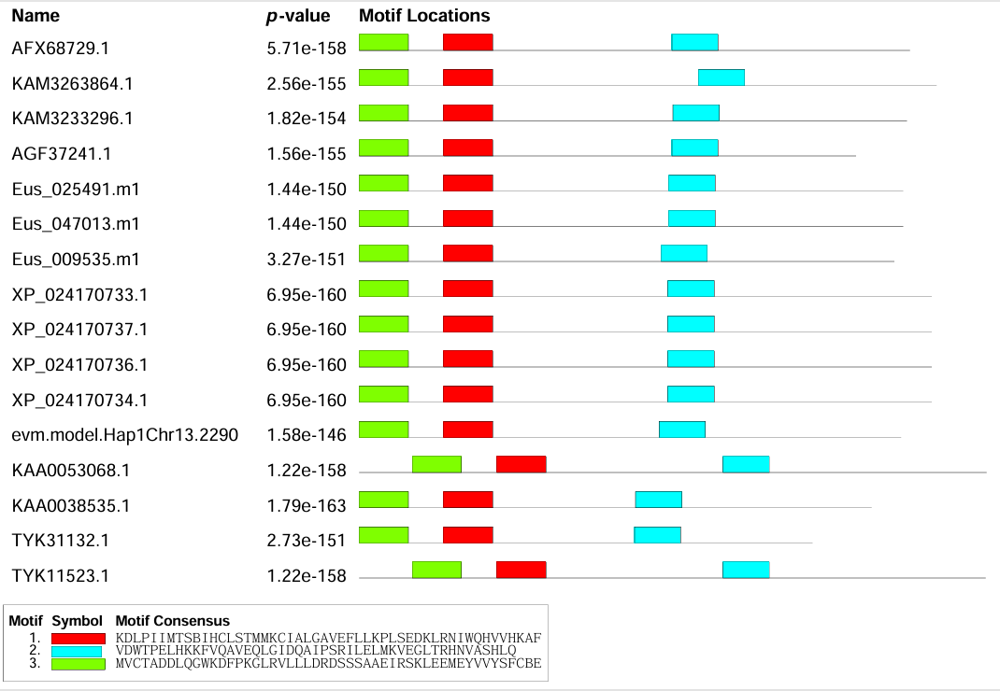 Name p-value Motif Locations
AFX68729.1 5.71e-158
KAM3263864.1 2.56e-155
KAM3233296.1 1.82e-154
AGF37241.1 1.56e-155
Eus_025491.m1 1.44e-150
Eus_047013.m1 1.44e-150
Eus_009535.m1 3.27e-151
XP_024170733.1 6.95e-160
XP_024170737.1 6.95e-160
XP_024170736.1 6.95e-160
XP_024170734.1 6.95e-160
evm.model.Hap1Chr13.2290 1.58e-146
KAA0053068.1 1.22e-158
KAA0038535.1 1.79e-163
TYK31132.1 2.73e-151
TYK11523.1 1.22e-158
Motif Symbol Motif Consensus
1. KDLPIIMTSBIHCLSTMMKCIALGAVEFLLKPLSEDKLRNIWQHVVHKAF
2. VDWTPELHKKFVQAVEQLGIDQAIPSRILELMKVEGLTRHNVASHLQ
3. MVCTADDLQGWKDFPKGLRVLLLDRDSSSAAEIRSKLEEMEYVVYSFCBE